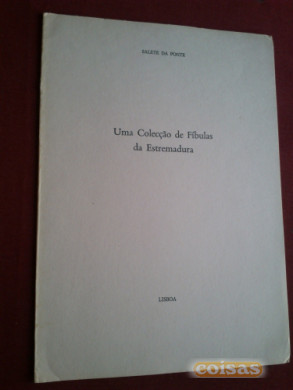 SALETE DA PONTE
Uma Colecção de Fíbulas
da Estremadura
LISBOA
coisas